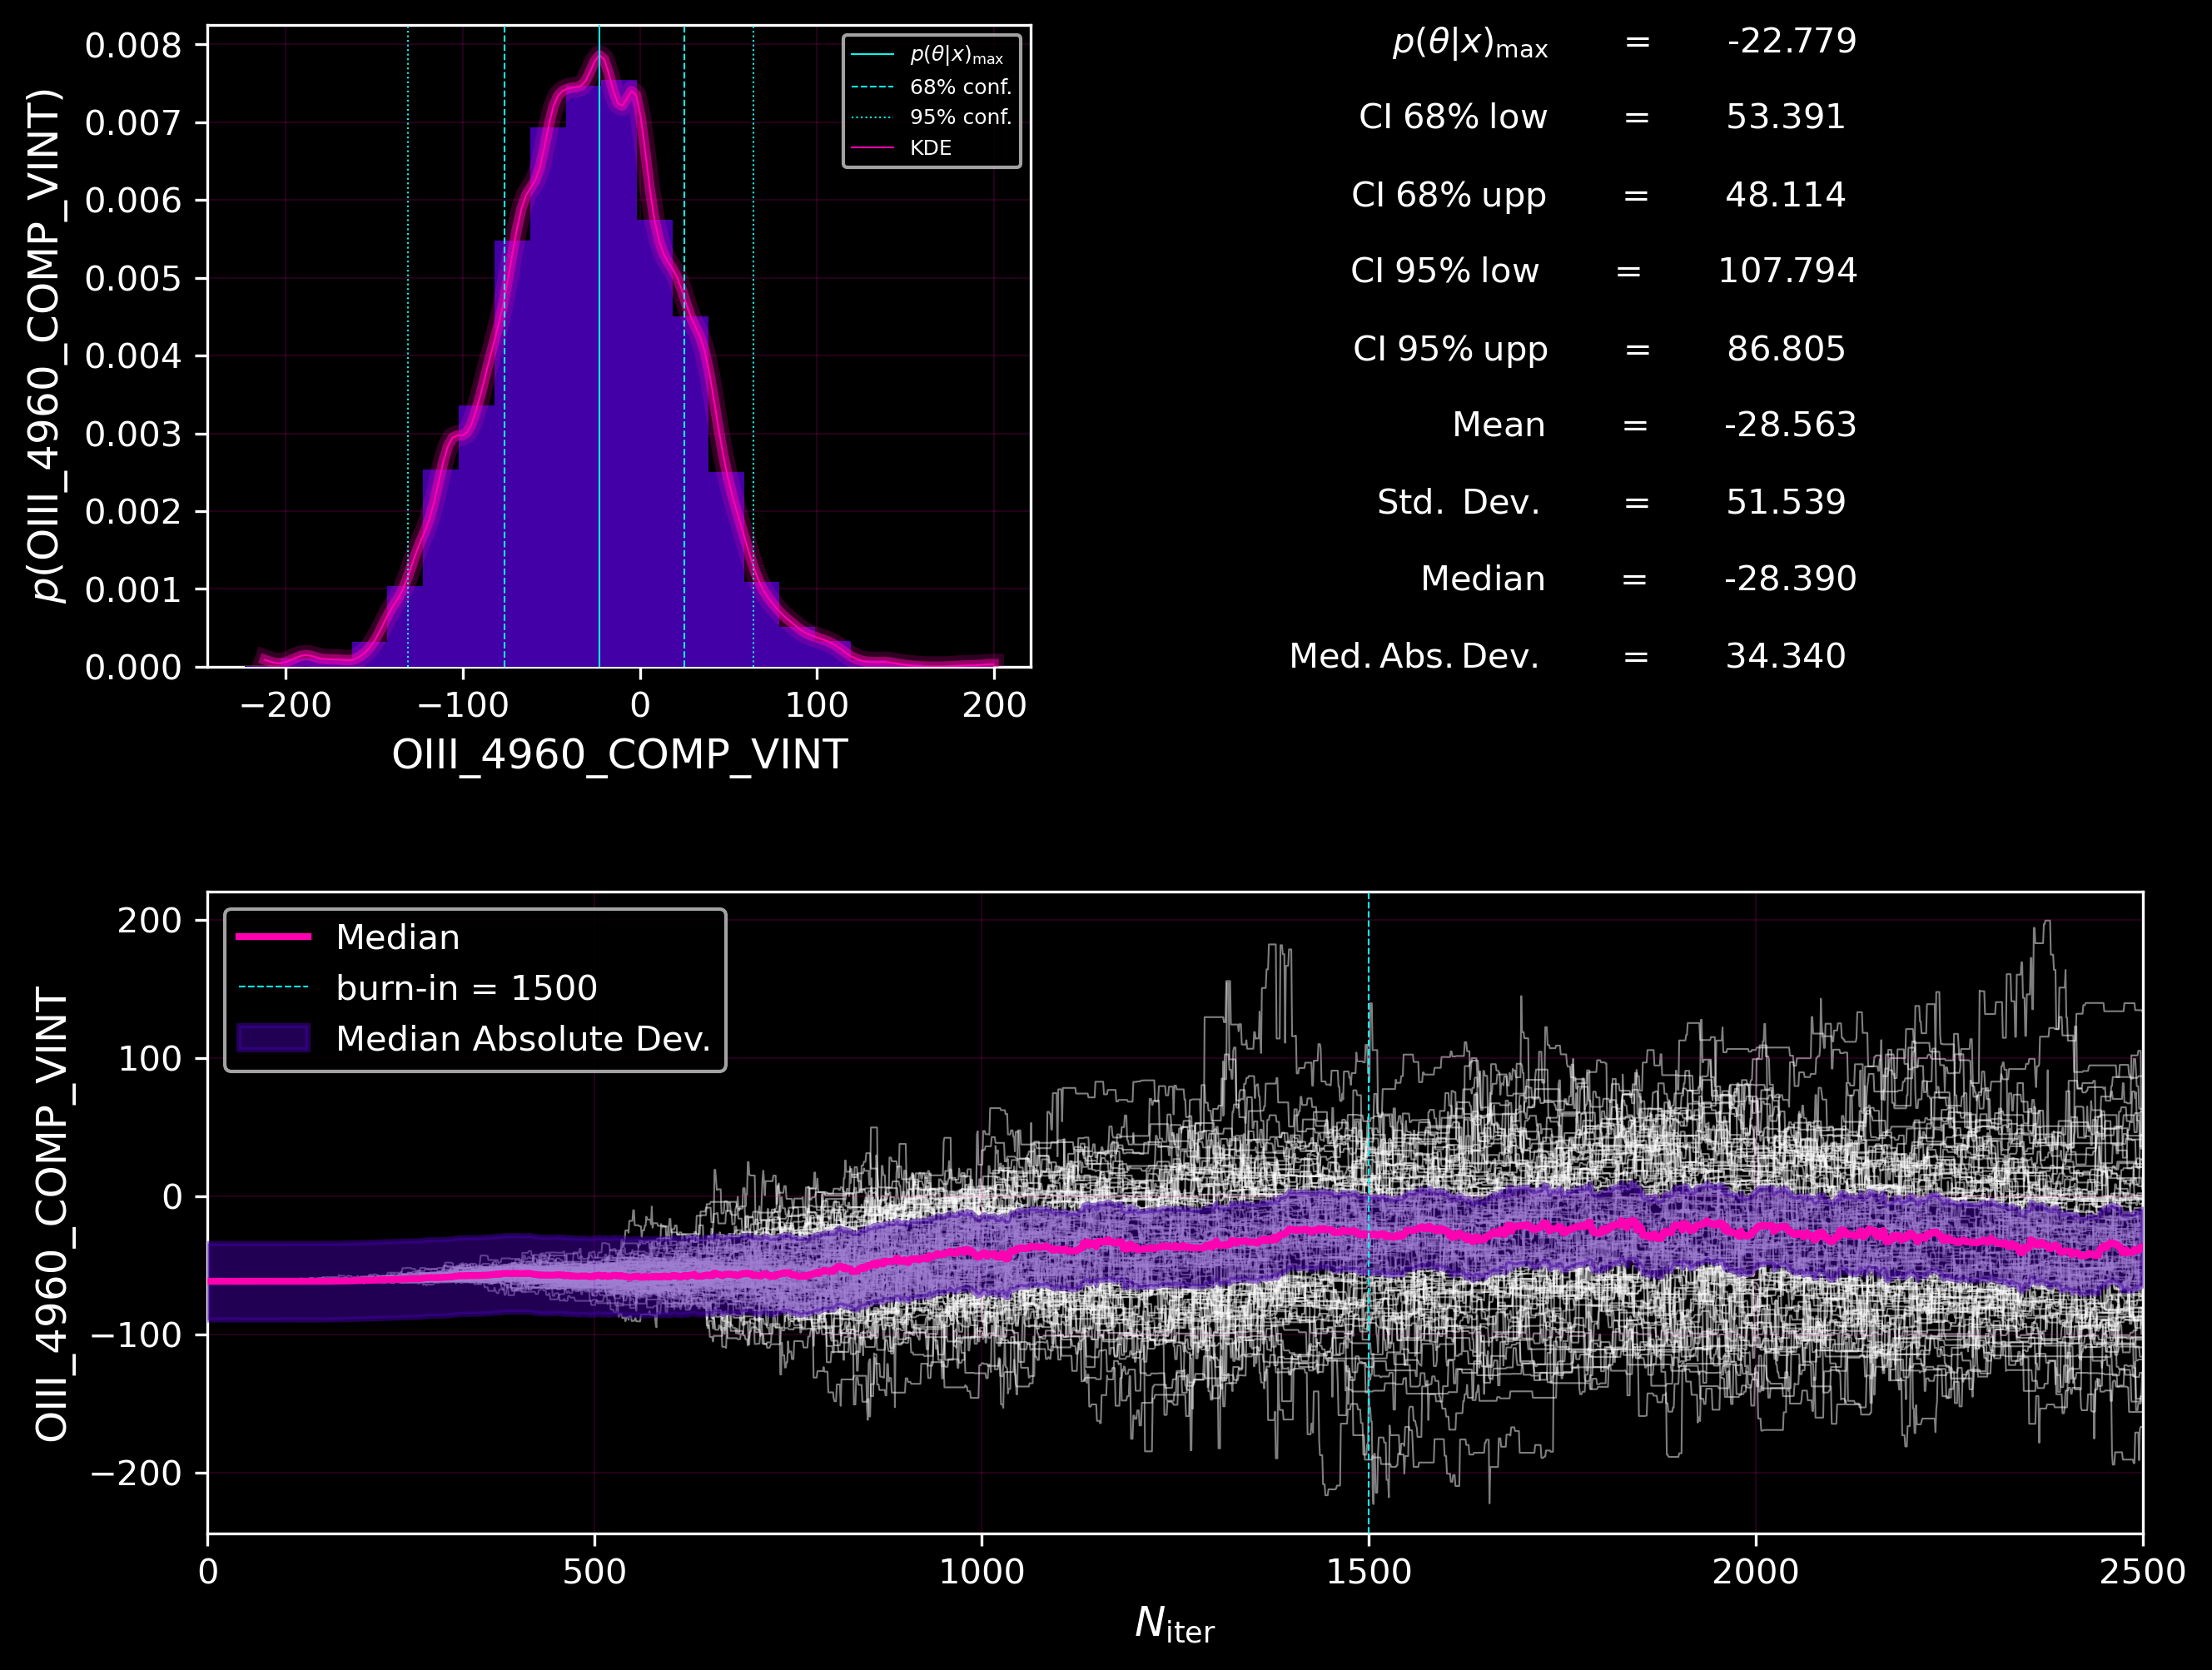 p(OIII_4960_COMP_VINT)
0.008
0.007
0.006
0.005
0.004
0.003
0.002
0.001
0.000
−200 −100 0 100 200
OIII_4960_COMP_VINT
p(θ|x)max
68% conf.
95% conf.
KDE
p(θ|x)max = -22.779
CI 68% low = 53.391
CI 68% upp = 48.114
CI 95% low = 107.794
CI 95% upp = 86.805
Mean = -28.563
Std. Dev. = 51.539
Median = -28.390
Med. Abs. Dev. = 34.340
OIII_4960_COMP_VINT
200
100
0
−100
−200
Median
burn-in = 1500
Median Absolute Dev.
0 500 1000 1500 2000 2500
Niter